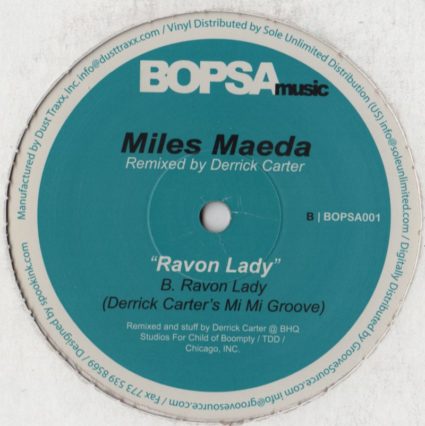 BOPSAmusic
Miles Maeda
Remixed by Derrick Carter
B | BOPSA001
"Ravon Lady"
B. Ravon Lady
(Derrick Carter's Mi Mi Groove)
Remixed and stuff by Derrick Carter @ BHQ
Studios For Child of Boompty / TDD /
Chicago, INC.
Manufactured by Dust Traxx, Inc. info@dusttraxx.com / Vinyl Distributed by Sole Unlimited Distribution (US) info@soleunlimited.com / Digitally Distributed by GrooveSource.com / info@groovesource.com / Fax 773 539 8569 / Designed by spookink.com